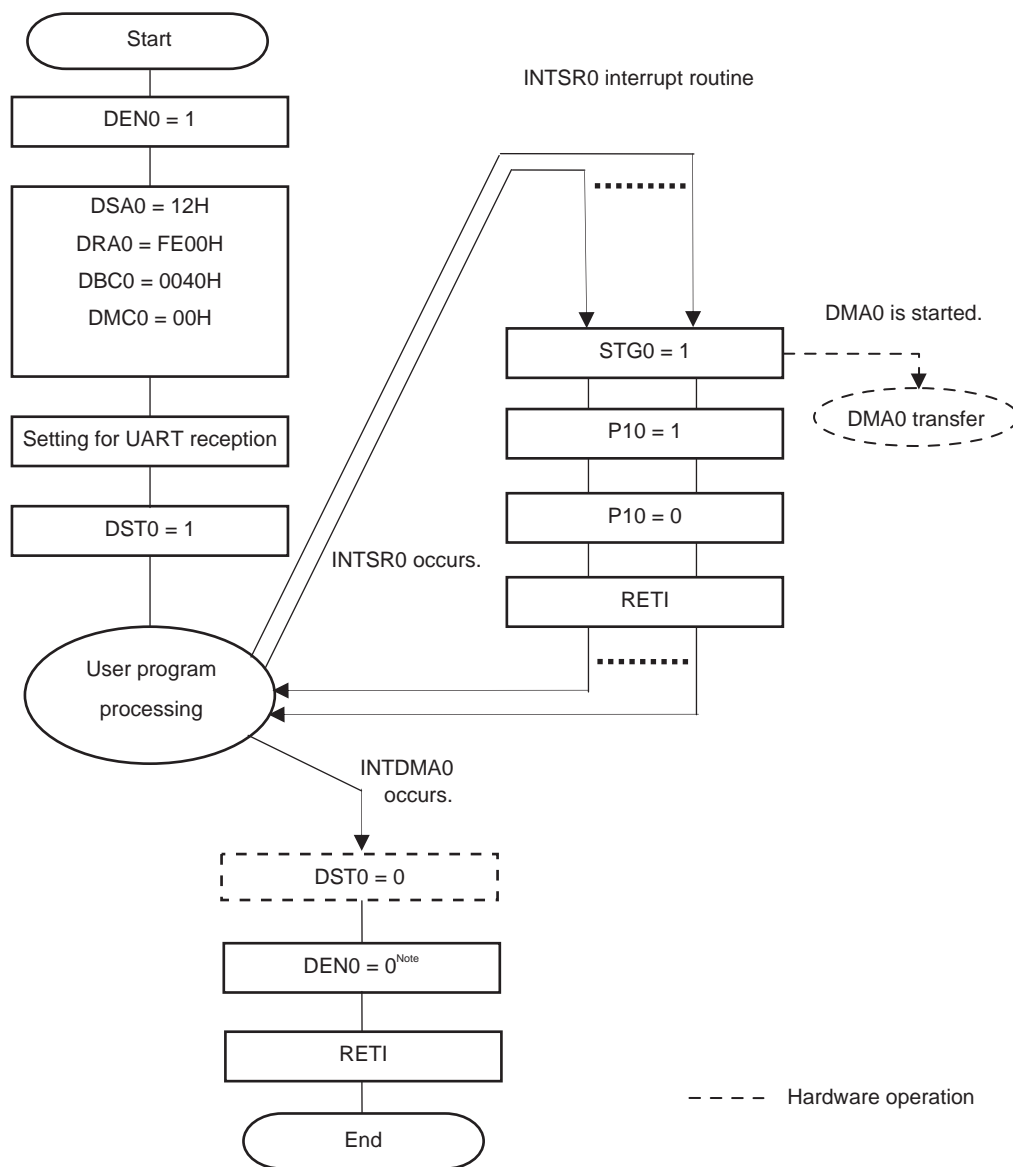 Start
DEN0 = 1
DSA0 = 12H
DRA0 = FE00H
DBC0 = 0040H
DMC0 = 00H
Setting for UART reception
DST0 = 1
User program
processing
INTSR0 interrupt routine
INTSR0 occurs.
STG0 = 1
P10 = 1
P10 = 0
RETI
DMA0 is started.
DMA0 transfer
INTDMA0
occurs.
DST0 = 0
DEN0 = 0Note
RETI
End
Hardware operation